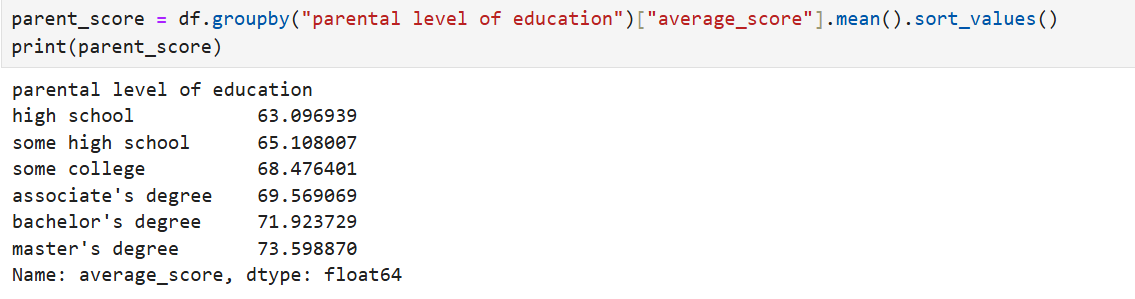 parent_score = df.groupby("parental level of education")["average_score"].mean().sort_values()
print(parent_score)
parental level of education
high school           63.096939
some high school      65.108007
some college          68.476401
associate's degree    69.569069
bachelor's degree     71.923729
master's degree       73.598870
Name: average_score, dtype: float64